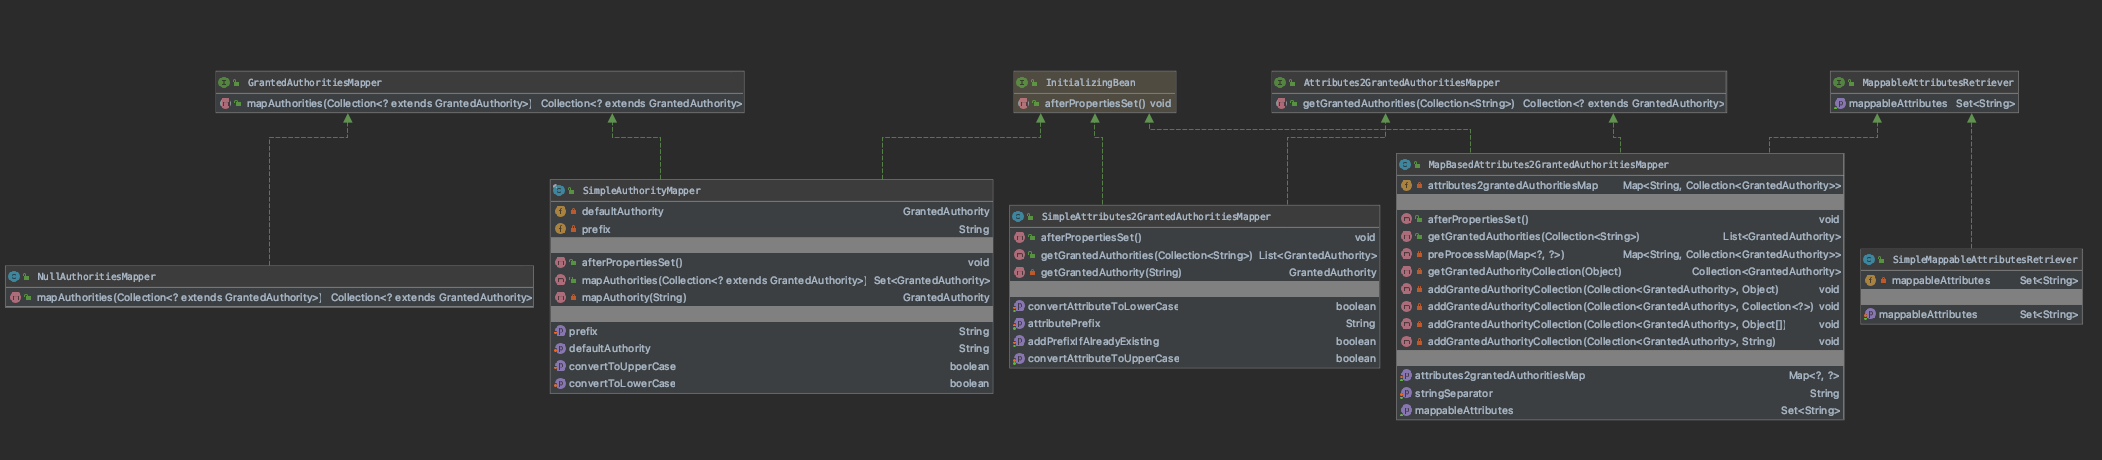 GrantedAuthoritiesMapper
mapAuthorities(Collection<? extends GrantedAuthority>) Collection<? extends GrantedAuthority>
InitializingBean
afterPropertiesSet() void
Attributes2GrantedAuthoritiesMapper
getGrantedAuthorities(Collection<String>) Collection<? extends GrantedAuthority>
MappableAttributesRetriever
mappableAttributes Set<String>
NullAuthoritiesMapper
mapAuthorities(Collection<? extends GrantedAuthority>) Collection<? extends GrantedAuthority>
SimpleAuthorityMapper
defaultAuthority GrantedAuthority
prefix String
afterPropertiesSet() void
mapAuthorities(Collection<? extends GrantedAuthority>) Set<GrantedAuthority>
mapAuthority(String) GrantedAuthority
prefix String
defaultAuthority String
convertToUpperCase boolean
convertToLowerCase boolean
SimpleAttributes2GrantedAuthoritiesMapper
afterPropertiesSet() void
getGrantedAuthorities(Collection<String>) List<GrantedAuthority>
getGrantedAuthority(String) GrantedAuthority
convertAttributeToLowerCase boolean
attributePrefix String
addPrefixIfAlreadyExisting boolean
convertAttributeToUpperCase boolean
MapBasedAttributes2GrantedAuthoritiesMapper
attributes2grantedAuthoritiesMap Map<String, Collection<GrantedAuthority>>
afterPropertiesSet() void
getGrantedAuthorities(Collection<String>) List<GrantedAuthority>
preProcessMap(Map<?, ?>) Map<String, Collection<GrantedAuthority>>
getGrantedAuthorityCollection(Object) Collection<GrantedAuthority>
addGrantedAuthorityCollection(Collection<GrantedAuthority>, Object) void
addGrantedAuthorityCollection(Collection<GrantedAuthority>, Collection<?>) void
addGrantedAuthorityCollection(Collection<GrantedAuthority>, Object[]) void
addGrantedAuthorityCollection(Collection<GrantedAuthority>, String) void
attributes2grantedAuthoritiesMap Map<?, ?>
stringSeparator String
mappableAttributes Set<String>
SimpleMappableAttributesRetriever
mappableAttributes Set<String>
mappableAttributes Set<String>